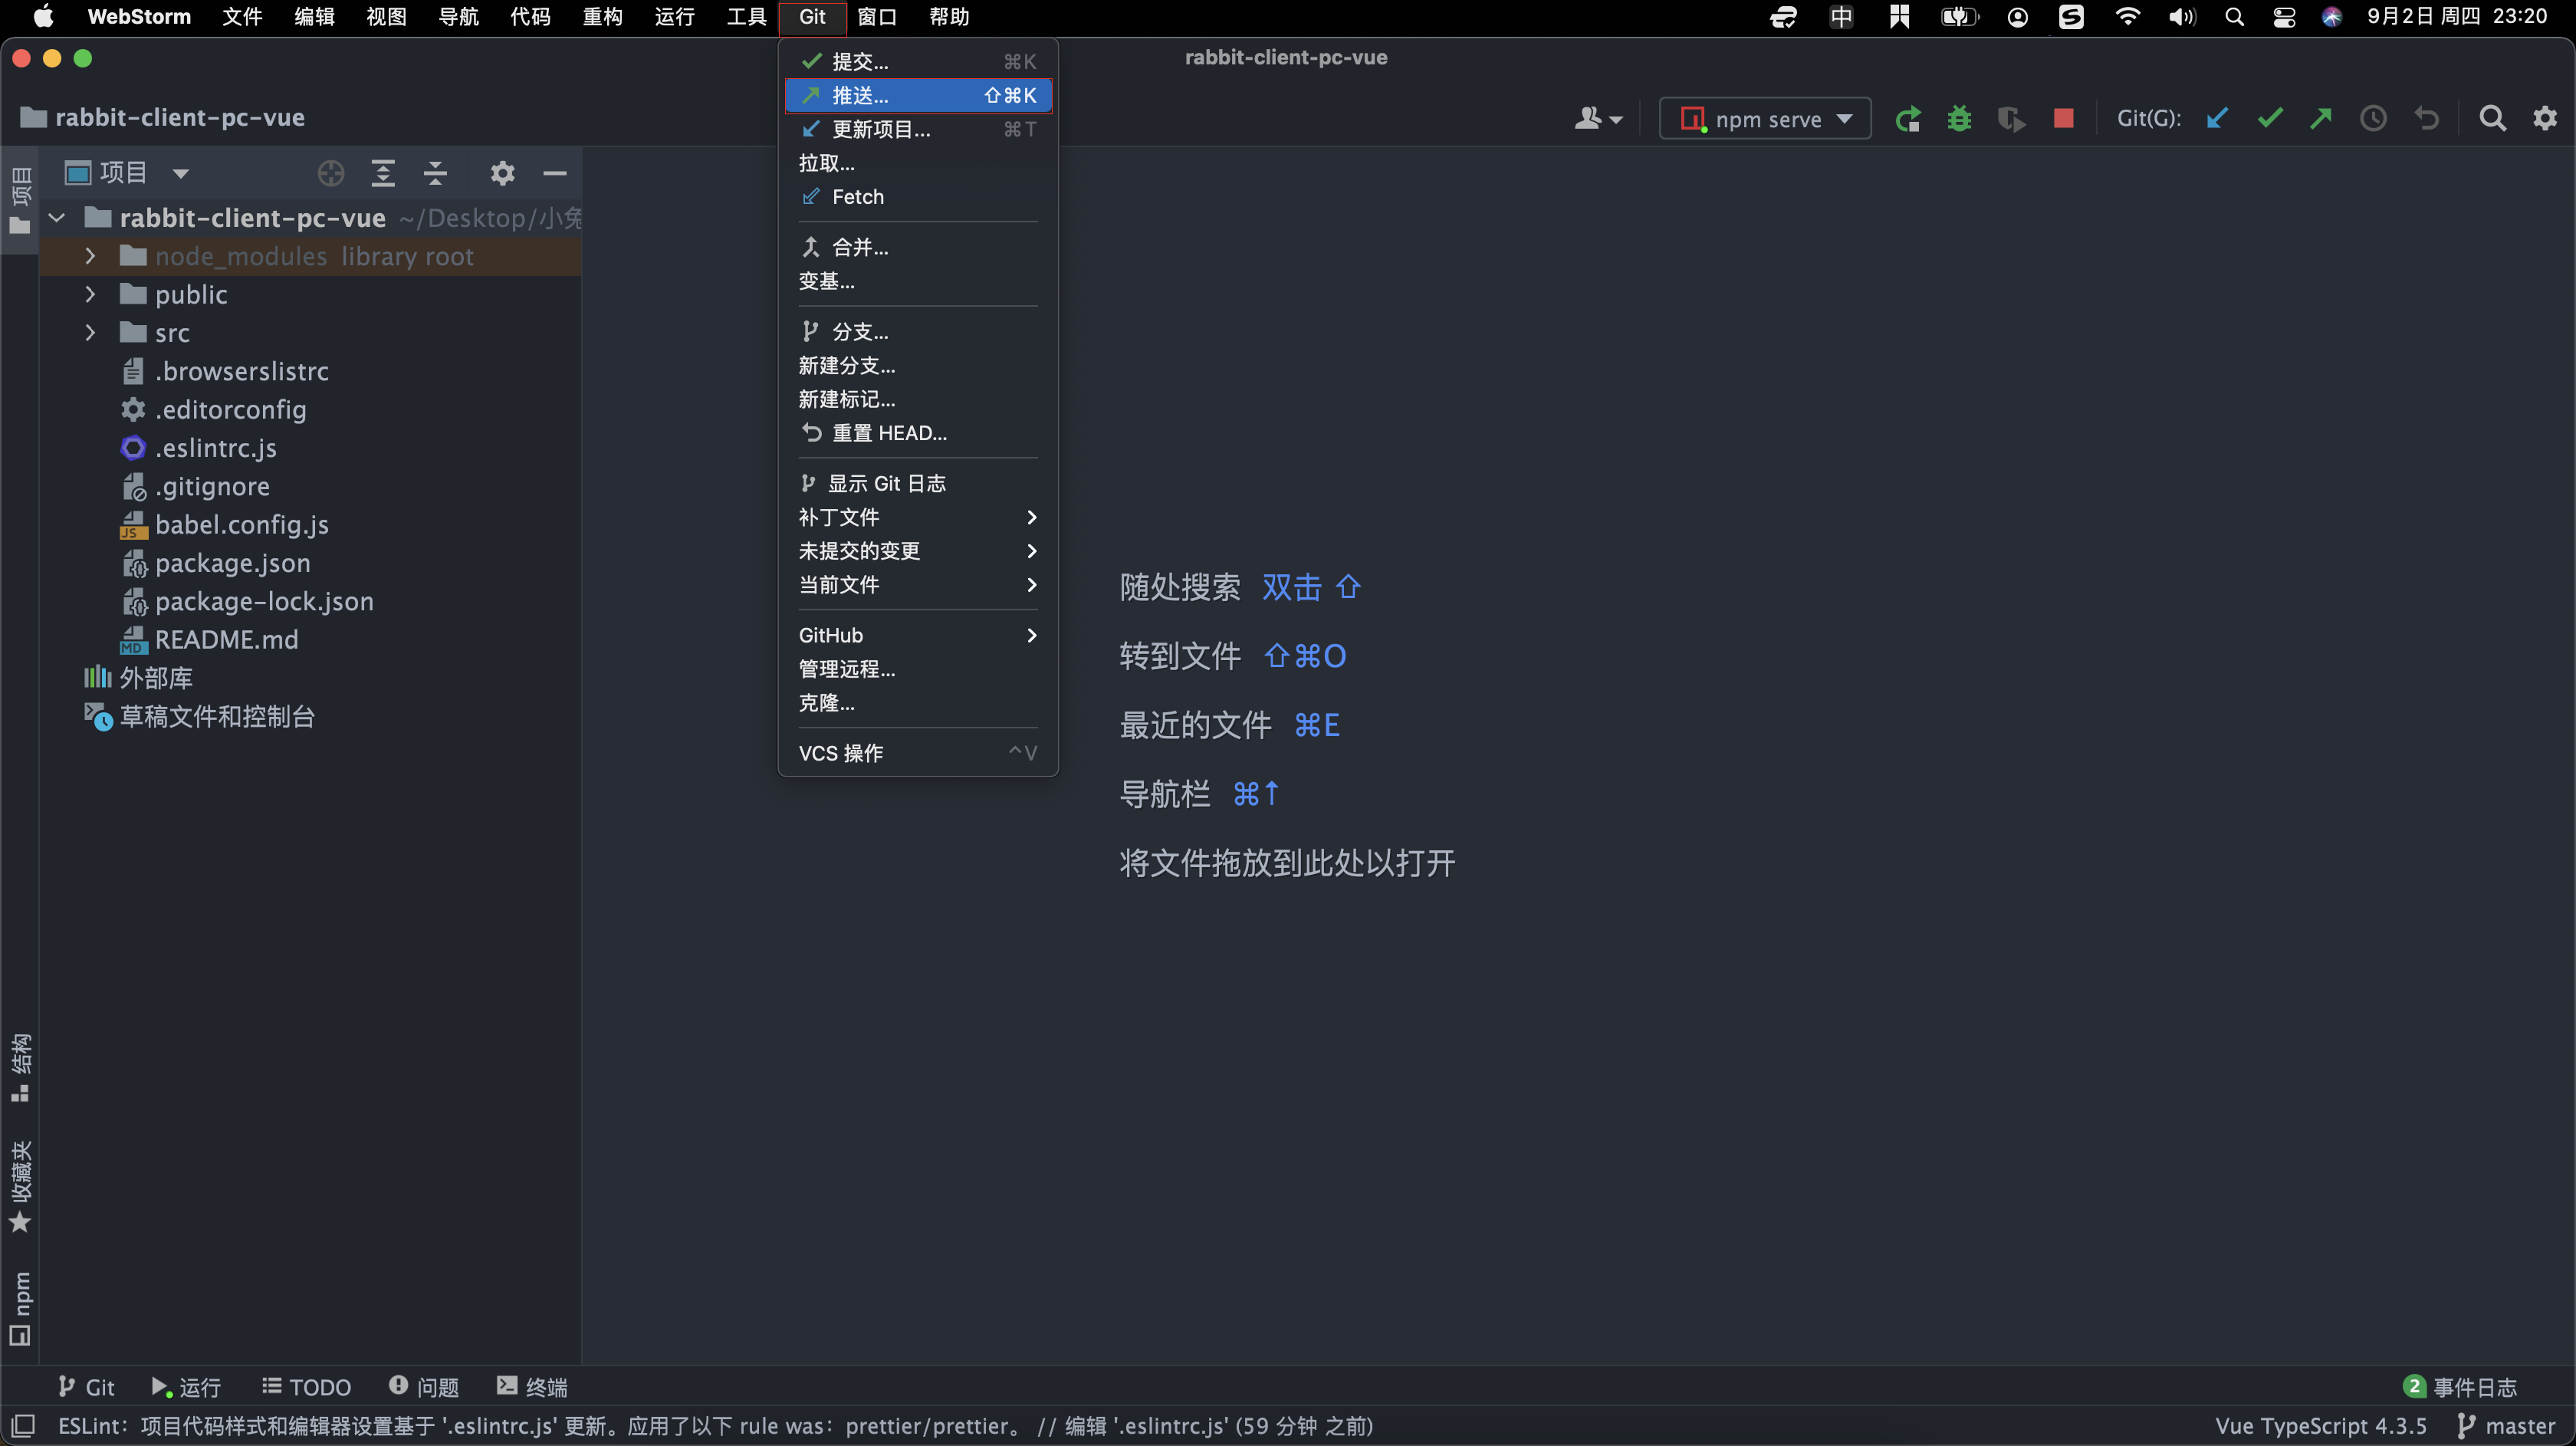 WebStorm 文件 编辑 视图 导航 代码 重构 运行 工具 Git 窗口 帮助 中 9月2日 周四 23:20
rabbit-client-pc-vue
rabbit-client-pc-vue
npm serve
Git(G):
项目
项目
rabbit-client-pc-vue ~/Desktop/小兔
node_modules library root
public
src
.browserslistrc
.editorconfig
.eslintrc.js
.gitignore
babel.config.js
package.json
package-lock.json
README.md
外部库
草稿文件和控制台
提交... ⌘K
推送... ⇧⌘K
更新项目... ⌘T
拉取...
Fetch
合并...
变基...
分支...
新建分支...
新建标记...
重置 HEAD...
显示 Git 日志
补丁文件
未提交的变更
当前文件
GitHub
管理远程...
克隆...
VCS 操作 ^V
随处搜索 双击 ⇧
转到文件 ⇧⌘O
最近的文件 ⌘E
导航栏 ⌘↑
将文件拖放到此处以打开
结构
收藏夹
npm
Git 运行 TODO 问题 终端 2 事件日志
ESLint: 项目代码样式和编辑器设置基于 '.eslintrc.js' 更新。应用了以下 rule was: prettier/prettier。 // 编辑 '.eslintrc.js' (59 分钟 之前) Vue TypeScript 4.3.5 master